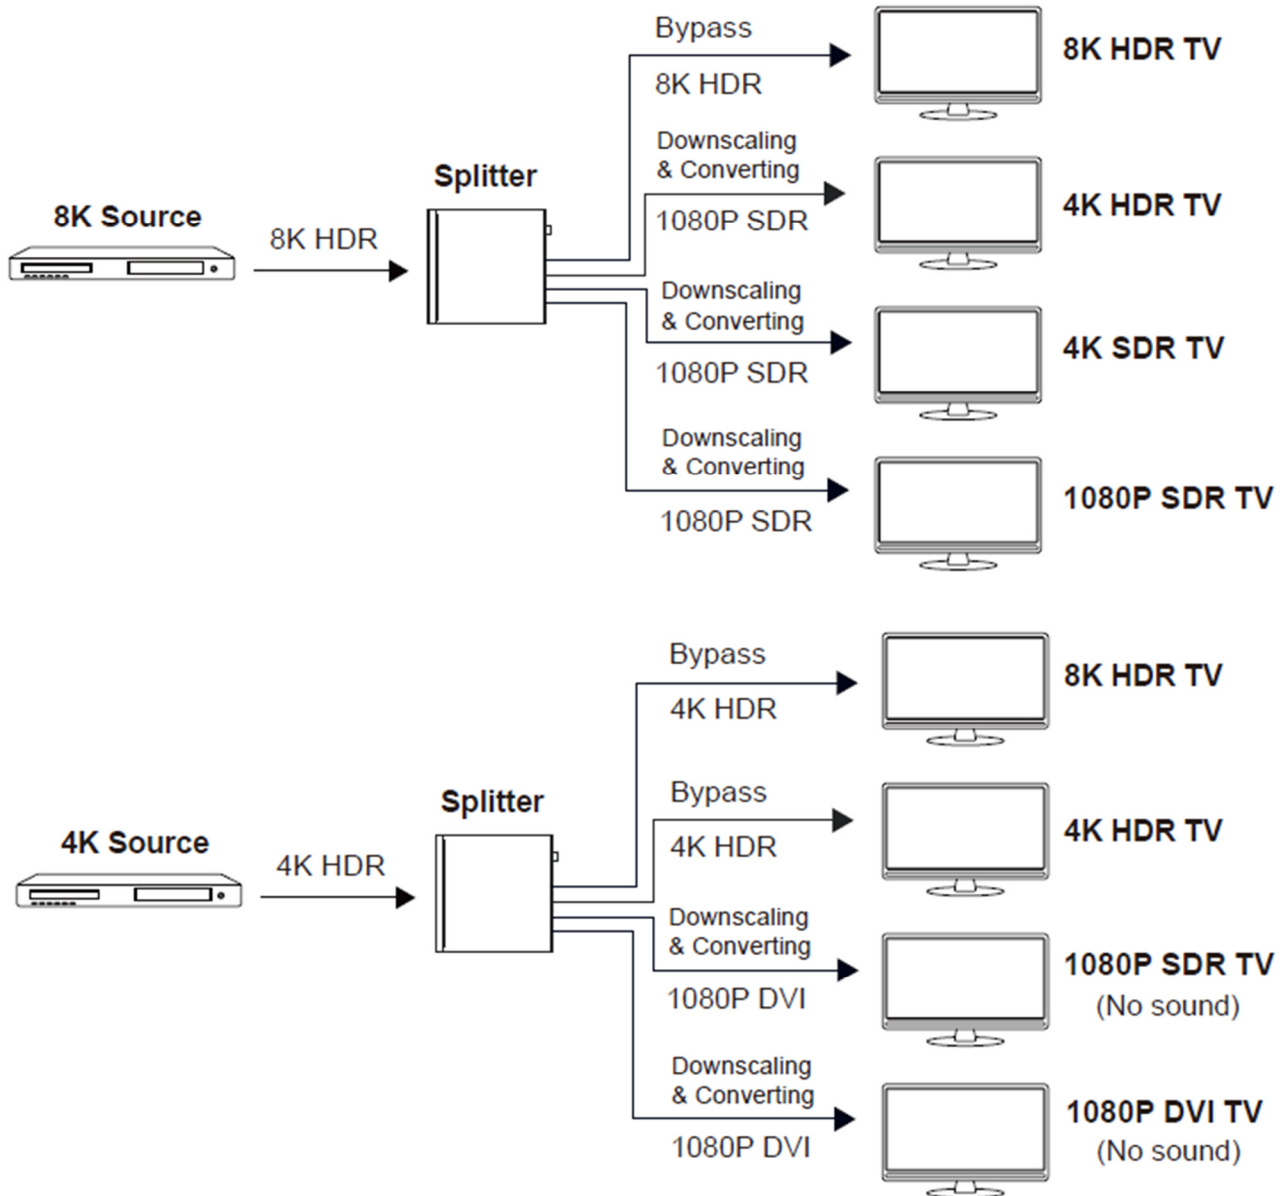 Bypass
8K HDR
8K HDR TV
Downscaling
& Converting
1080P SDR
4K HDR TV
Splitter
8K Source
8K HDR
Downscaling
& Converting
1080P SDR
4K SDR TV
Downscaling
& Converting
1080P SDR
1080P SDR TV
Bypass
4K HDR
8K HDR TV
Bypass
4K HDR
4K HDR TV
Splitter
4K Source
4K HDR
Downscaling
& Converting
1080P DVI
1080P SDR TV
(No sound)
Downscaling
& Converting
1080P DVI
1080P DVI TV
(No sound)